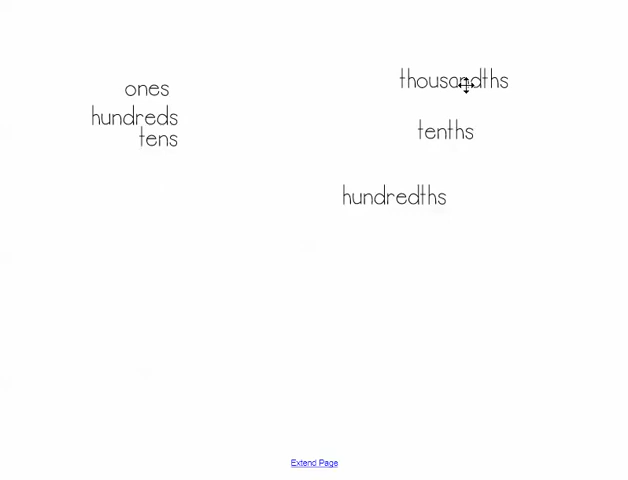 ones
hundreds
tens
thousandths
tenths
hundredths
Extend Page